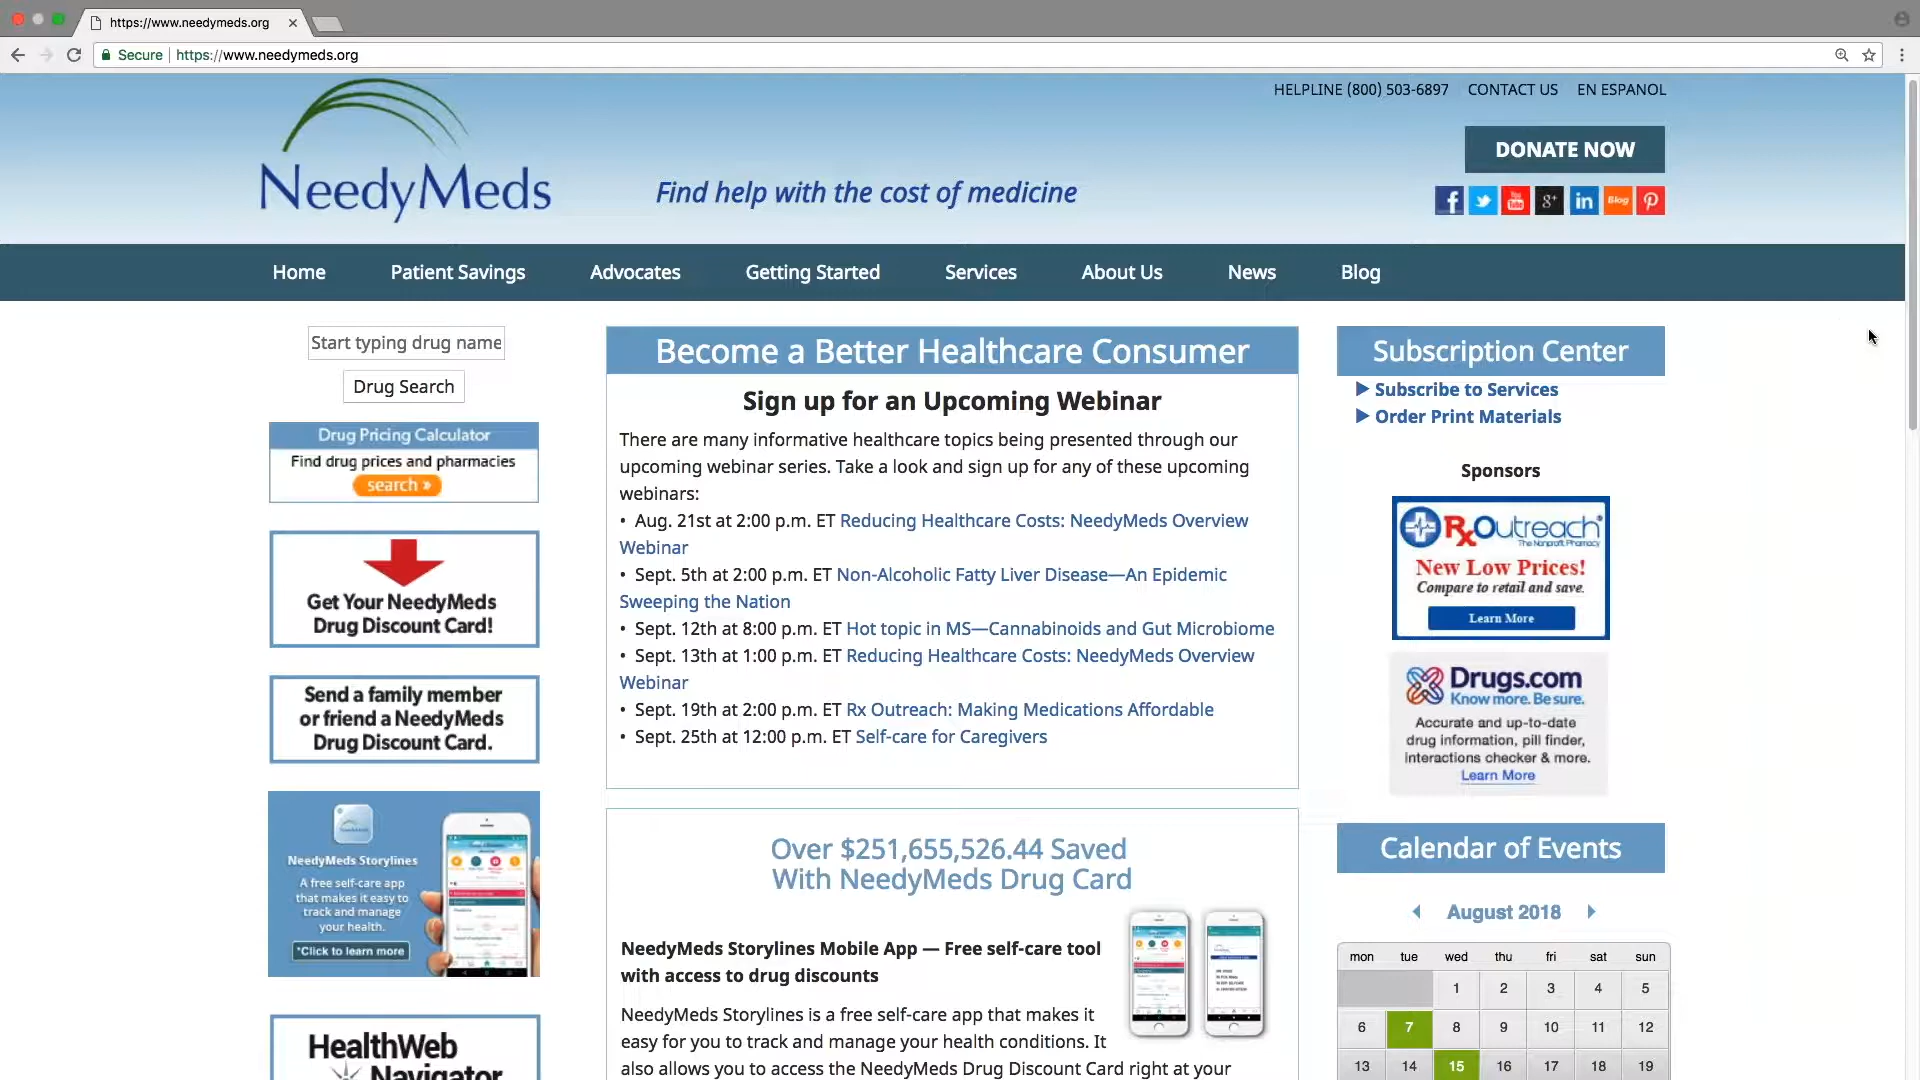 https://www.needymeds.org
Secure
https://www.needymeds.org
HELPLINE (800) 503-6897 CONTACT US EN ESPANOL
NeedyMeds
Find help with the cost of medicine
DONATE NOW
You
Tube
g+
in
Blog
Home Patient Savings Advocates Getting Started Services About Us News Blog
Start typing drug name
Drug Search
Drug Pricing Calculator
Find drug prices and pharmacies
search »
Get Your NeedyMeds
Drug Discount Card!
Send a family member
or friend a NeedyMeds
Drug Discount Card.
NeedyMeds Storylines
A free self-care app
that makes it easy to
track and manage
your health.
*Click to learn more
HealthWeb
Navigator
Become a Better Healthcare Consumer
Sign up for an Upcoming Webinar
There are many informative healthcare topics being presented through our
upcoming webinar series. Take a look and sign up for any of these upcoming
webinars:
• Aug. 21st at 2:00 p.m. ET Reducing Healthcare Costs: NeedyMeds Overview
Webinar
• Sept. 5th at 2:00 p.m. ET Non-Alcoholic Fatty Liver Disease—An Epidemic
Sweeping the Nation
• Sept. 12th at 8:00 p.m. ET Hot topic in MS—Cannabinoids and Gut Microbiome
• Sept. 13th at 1:00 p.m. ET Reducing Healthcare Costs: NeedyMeds Overview
Webinar
• Sept. 19th at 2:00 p.m. ET Rx Outreach: Making Medications Affordable
• Sept. 25th at 12:00 p.m. ET Self-care for Caregivers
Over $251,655,526.44 Saved
With NeedyMeds Drug Card
NeedyMeds Storylines Mobile App — Free self-care tool
with access to drug discounts
NeedyMeds Storylines is a free self-care app that makes it
easy for you to track and manage your health conditions. It
also allows you to access the NeedyMeds Drug Discount Card right at your
Subscription Center
Subscribe to Services
Order Print Materials
Sponsors
RxOutreach®
The Nonprofit Pharmacy
New Low Prices!
Compare to retail and save.
Learn More
Drugs.com
Know more. Be sure.
Accurate and up-to-date
drug information, pill finder,
interactions checker & more.
Learn More
Calendar of Events
August 2018
mon tue wed thu fri sat sun
1 2 3 4 5
6 7 8 9 10 11 12
13 14 15 16 17 18 19